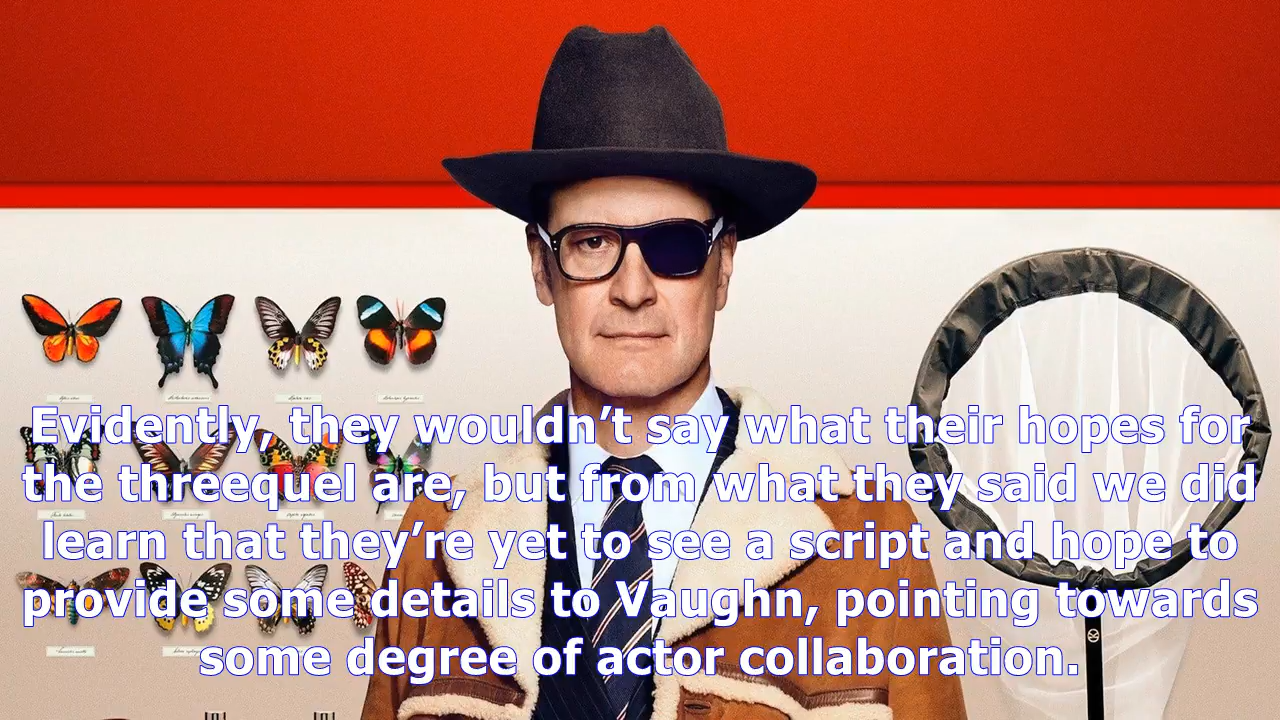 Evidently, they wouldn’t say what their hopes for
the threequel are, but from what they said we did
learn that they’re yet to see a script and hope to
provide some details to Vaughn, pointing towards
some degree of actor collaboration.